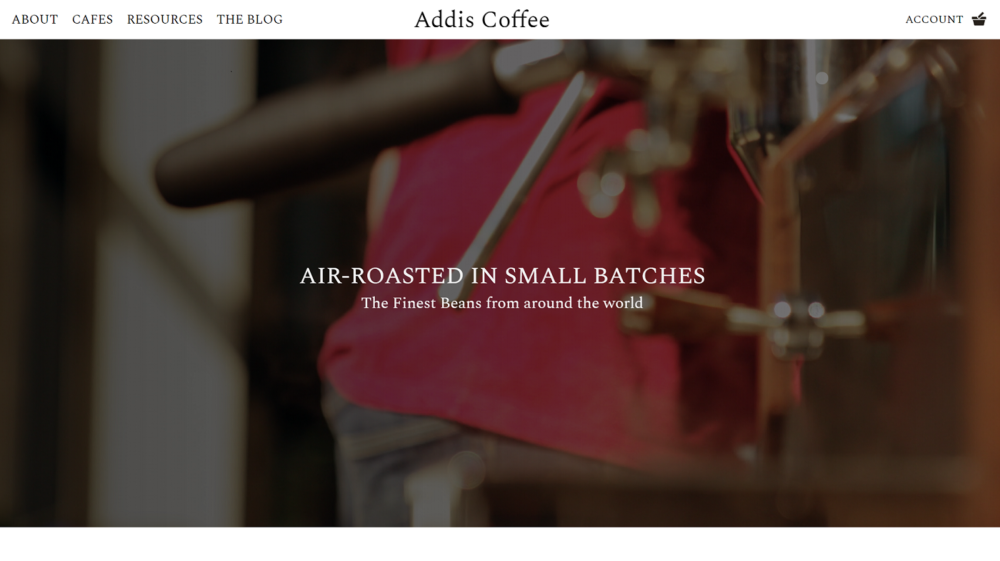 ABOUT CAFES RESOURCES THE BLOG Addis Coffee ACCOUNT
AIR-ROASTED IN SMALL BATCHES
The Finest Beans from around the world